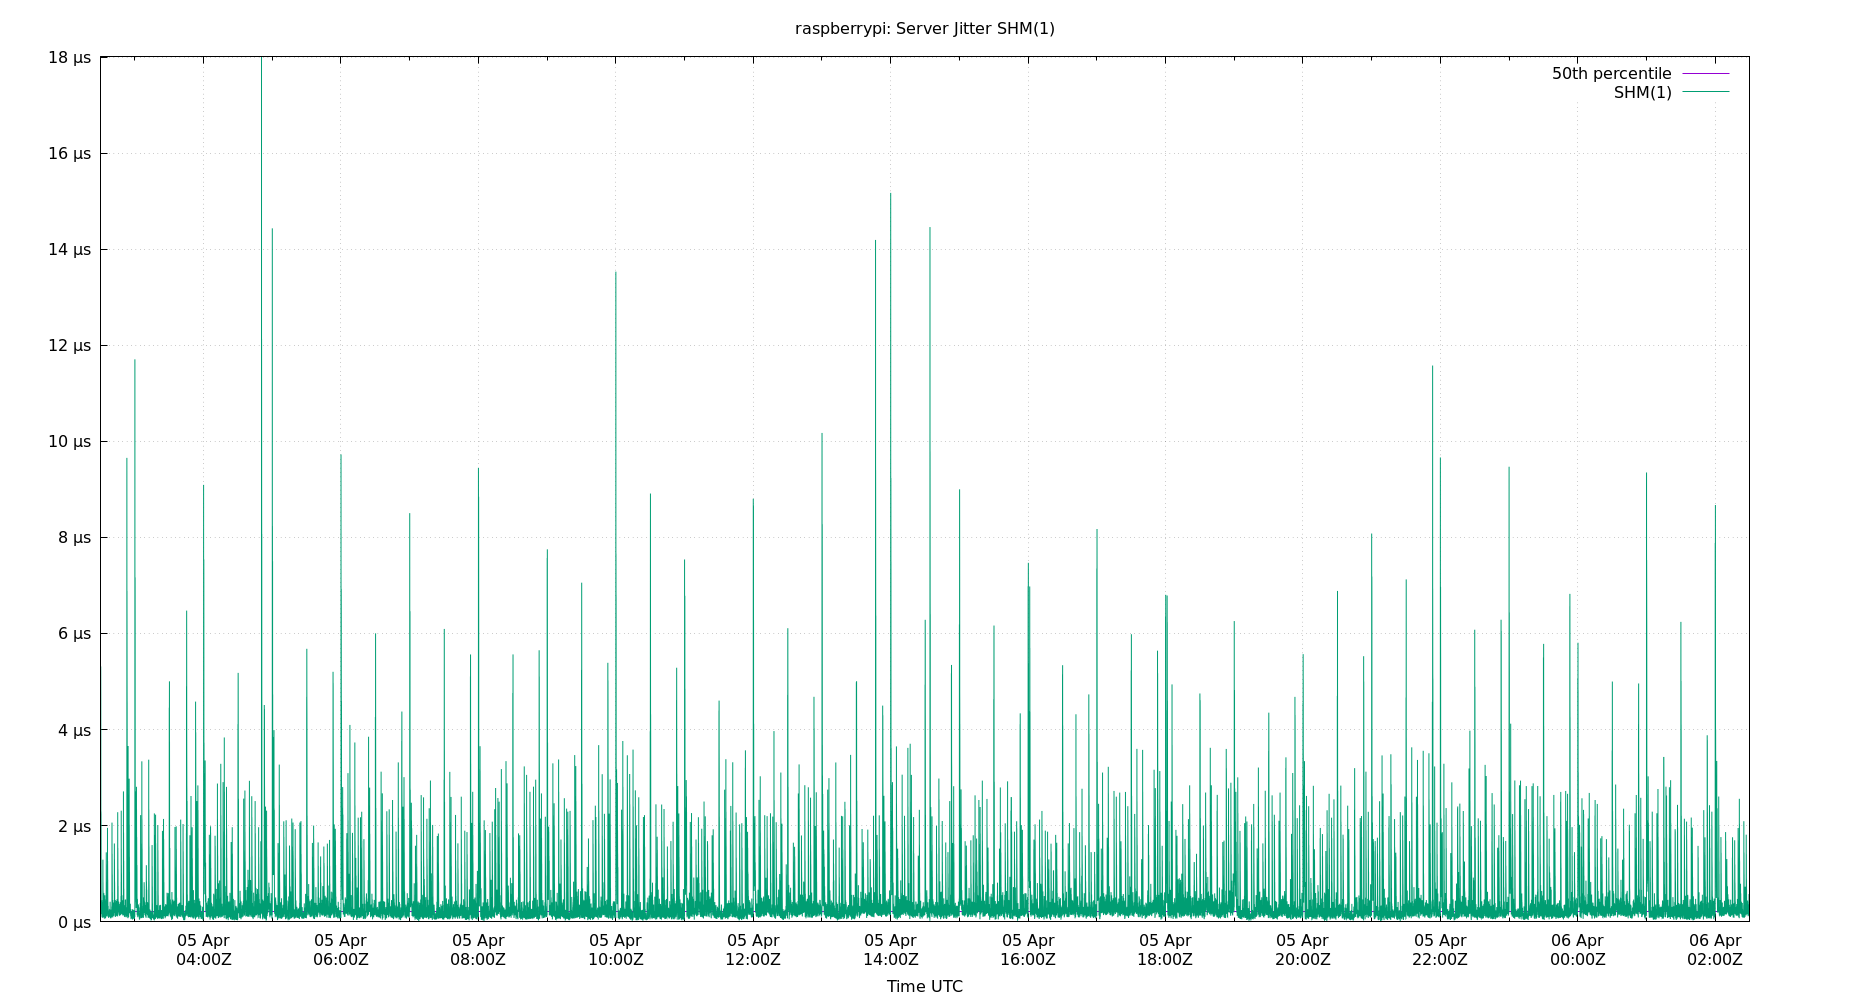 raspberrypi: Server Jitter SHM(1)
50th percentile
SHM(1)
18 µs
16 µs
14 µs
12 µs
10 µs
8 µs
6 µs
4 µs
2 µs
0 µs
05 Apr 05 Apr 05 Apr 05 Apr 05 Apr 05 Apr 05 Apr 05 Apr 05 Apr 05 Apr 06 Apr 06 Apr
04:00Z 06:00Z 08:00Z 10:00Z 12:00Z 14:00Z 16:00Z 18:00Z 20:00Z 22:00Z 00:00Z 02:00Z
Time UTC